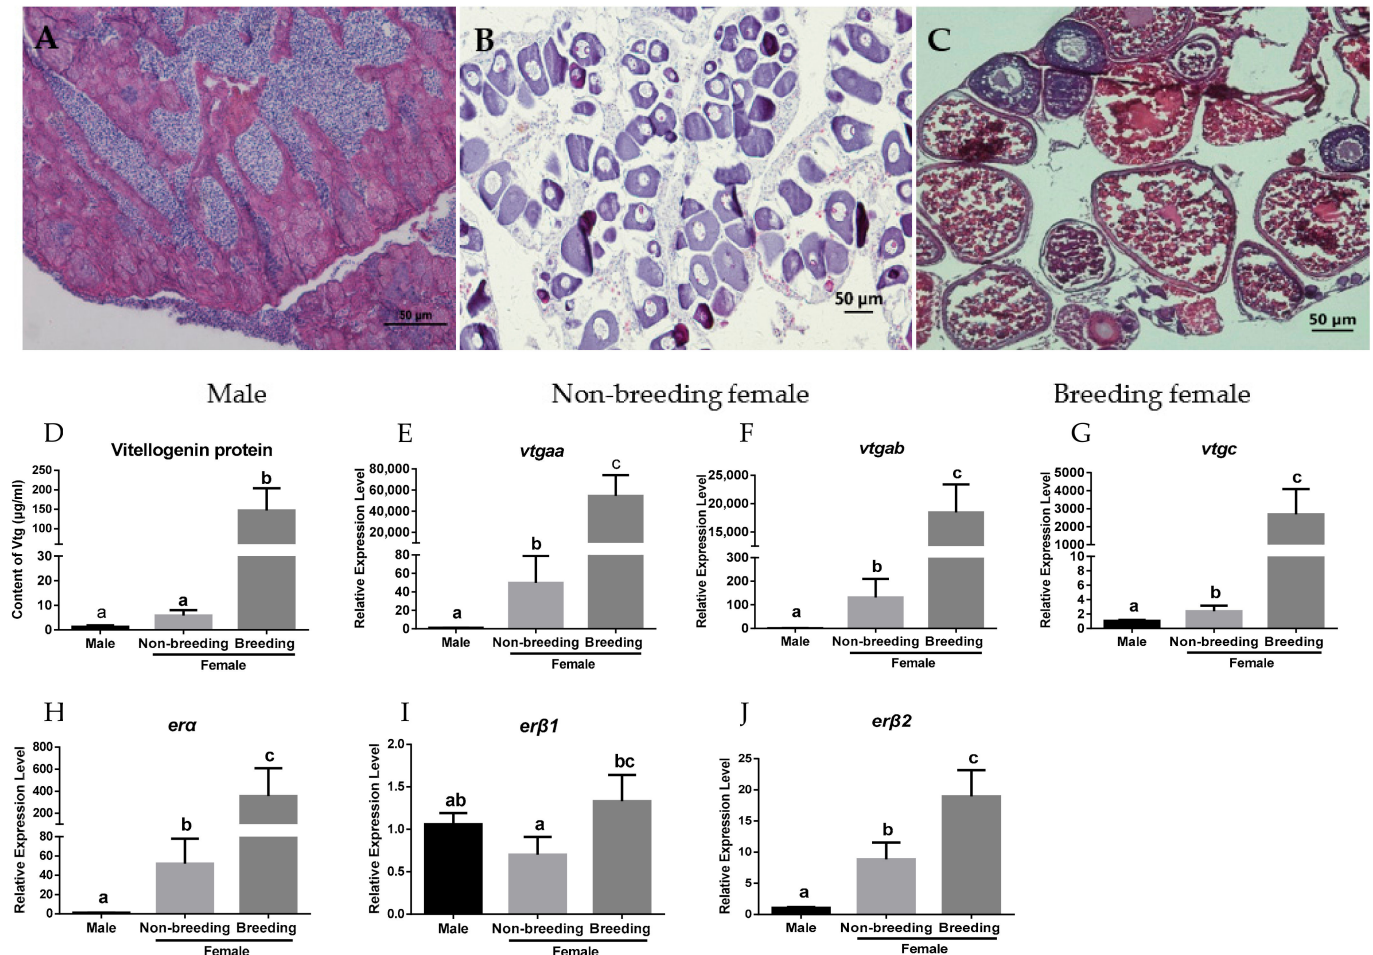 A
B
C
50 µm
50 µm
50 µm
Male
Non-breeding female
Breeding female
D
Vitellogenin protein
Content of Vtg (µg/ml)
250
200
150
100
30
20
10
0
a
a
b
Male
Non-breeding
Breeding
Female
E
vtgaa
Relative Expression Level
80,000
60,000
40,000
20,000
80
60
40
20
0
a
b
c
Male
Non-breeding
Breeding
Female
F
vtgab
Relative Expression Level
25,000
20,000
15,000
300
200
100
0
a
b
c
Male
Non-breeding
Breeding
Female
G
vtgc
Relative Expression Level
5000
4000
3000
2000
1000
10
8
6
4
2
0
a
b
c
Male
Non-breeding
Breeding
Female
H
erα
Relative Expression Level
800
600
400
200
80
60
40
20
0
a
b
c
Male
Non-breeding
Breeding
Female
I
erβ1
Relative Expression Level
2.0
1.5
1.0
0.5
0.0
ab
a
bc
Male
Non-breeding
Breeding
Female
J
erβ2
Relative Expression Level
25
20
15
10
5
0
a
b
c
Male
Non-breeding
Breeding
Female